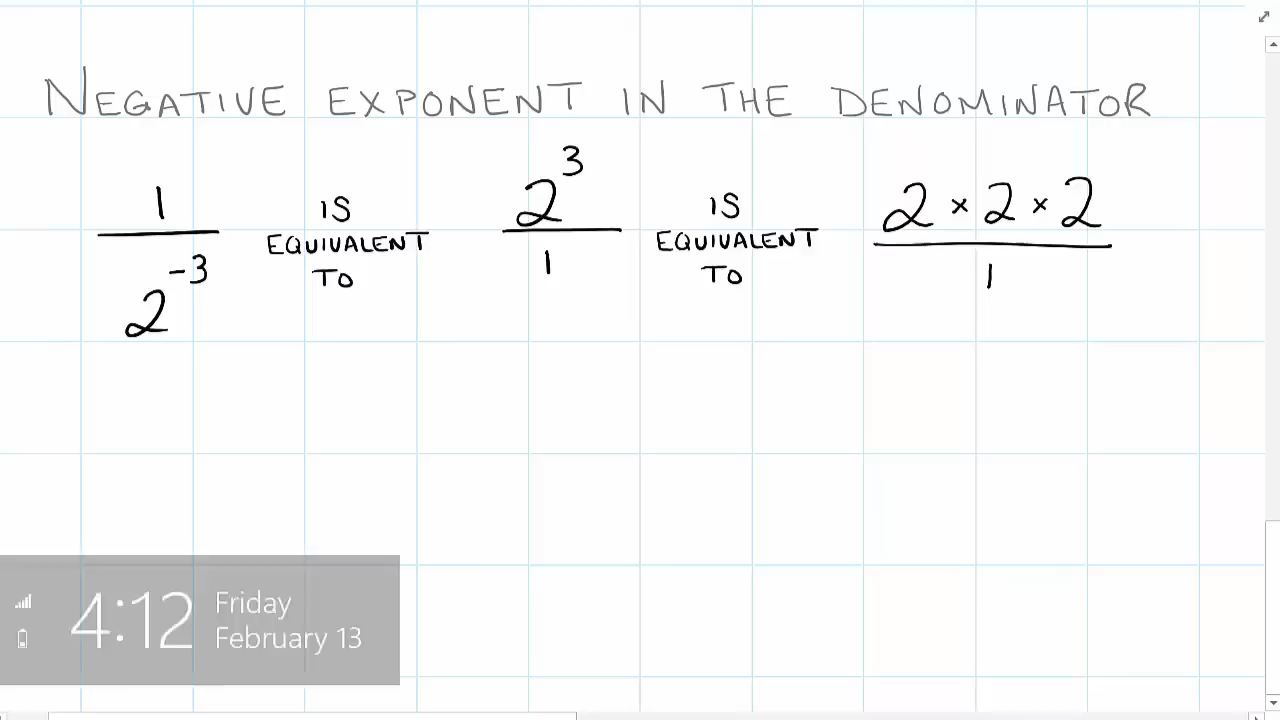 NEGATIVE EXPONENT IN THE DENOMINATOR
1
2^-3
IS
EQUIVALENT
TO
2^3
1
IS
EQUIVALENT
TO
2 × 2 × 2
1
4:12
Friday
February 13